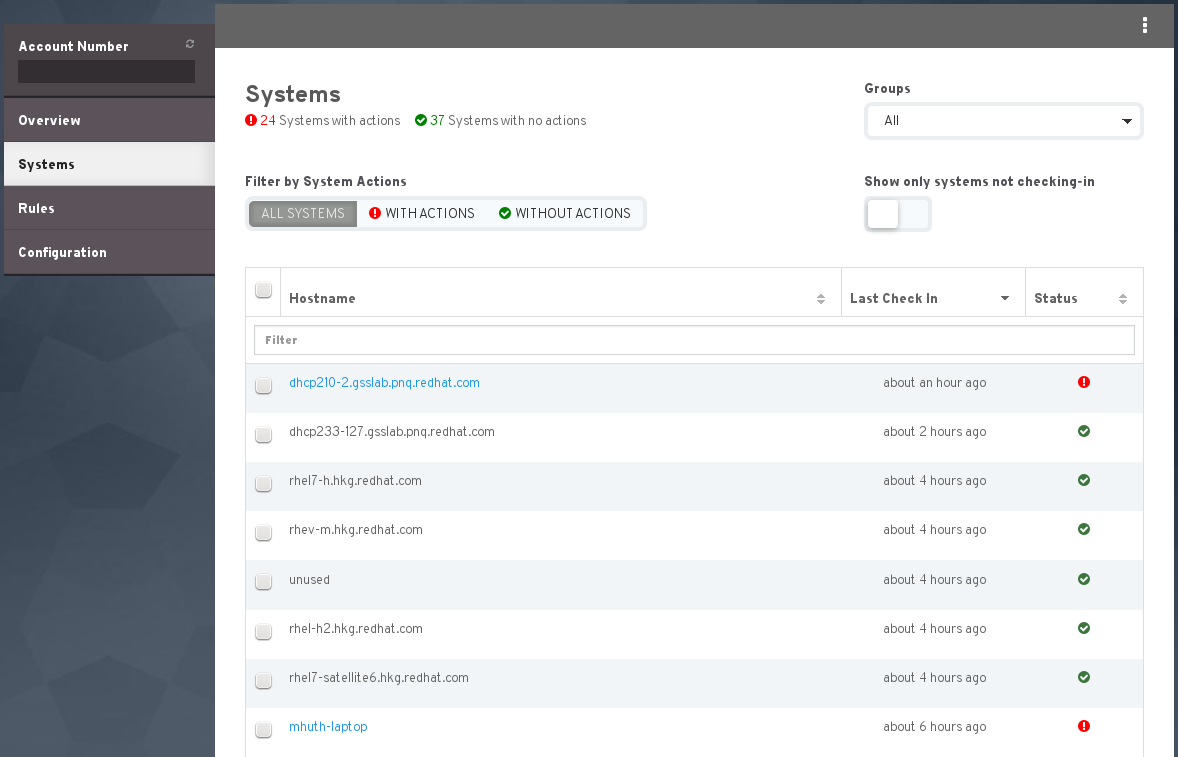 Account Number
Overview
Systems
Rules
Configuration
Systems
24 Systems with actions 37 Systems with no actions
Groups
All
Filter by System Actions
ALL SYSTEMS WITH ACTIONS WITHOUT ACTIONS
Show only systems not checking-in
Hostname Last Check In Status
Filter
dhcp210-2.gsslab.pnq.redhat.com about an hour ago
dhcp233-127.gsslab.pnq.redhat.com about 2 hours ago
rhel7-h.hkg.redhat.com about 4 hours ago
rhev-m.hkg.redhat.com about 4 hours ago
unused about 4 hours ago
rhel-h2.hkg.redhat.com about 4 hours ago
rhel7-satellite6.hkg.redhat.com about 4 hours ago
mhuth-laptop about 6 hours ago